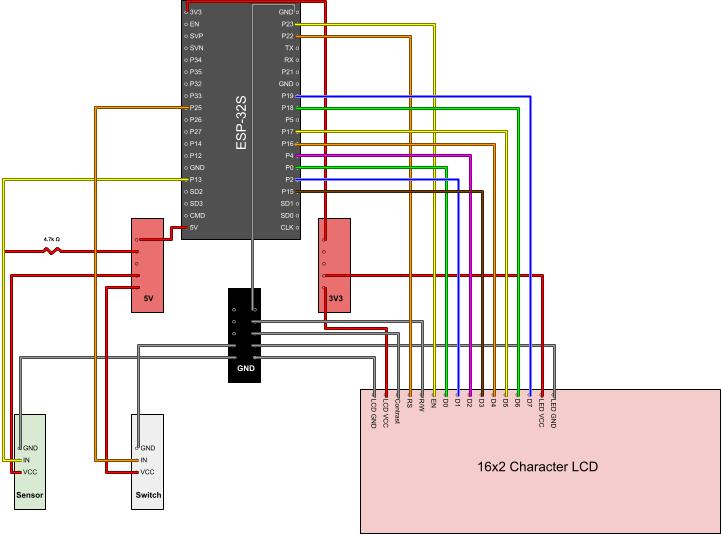 3V3
EN
SVP
SVN
P34
P35
P32
P33
P25
P26
P27
P14
P12
GND
P13
SD2
SD3
CMD
5V
ESP-32S
GND
P23
P22
TX
RX
P21
GND
P19
P18
P5
P17
P16
P4
P0
P2
P15
SD1
SD0
CLK
4.7k Ω
5V
3V3
GND
GND
IN
VCC
Sensor
GND
IN
VCC
Switch
LCD GND
LCD VCC
Contrast
RS
R/W
EN
D0
D1
D2
D3
D4
D5
D6
D7
LED VCC
LED GND
16x2 Character LCD